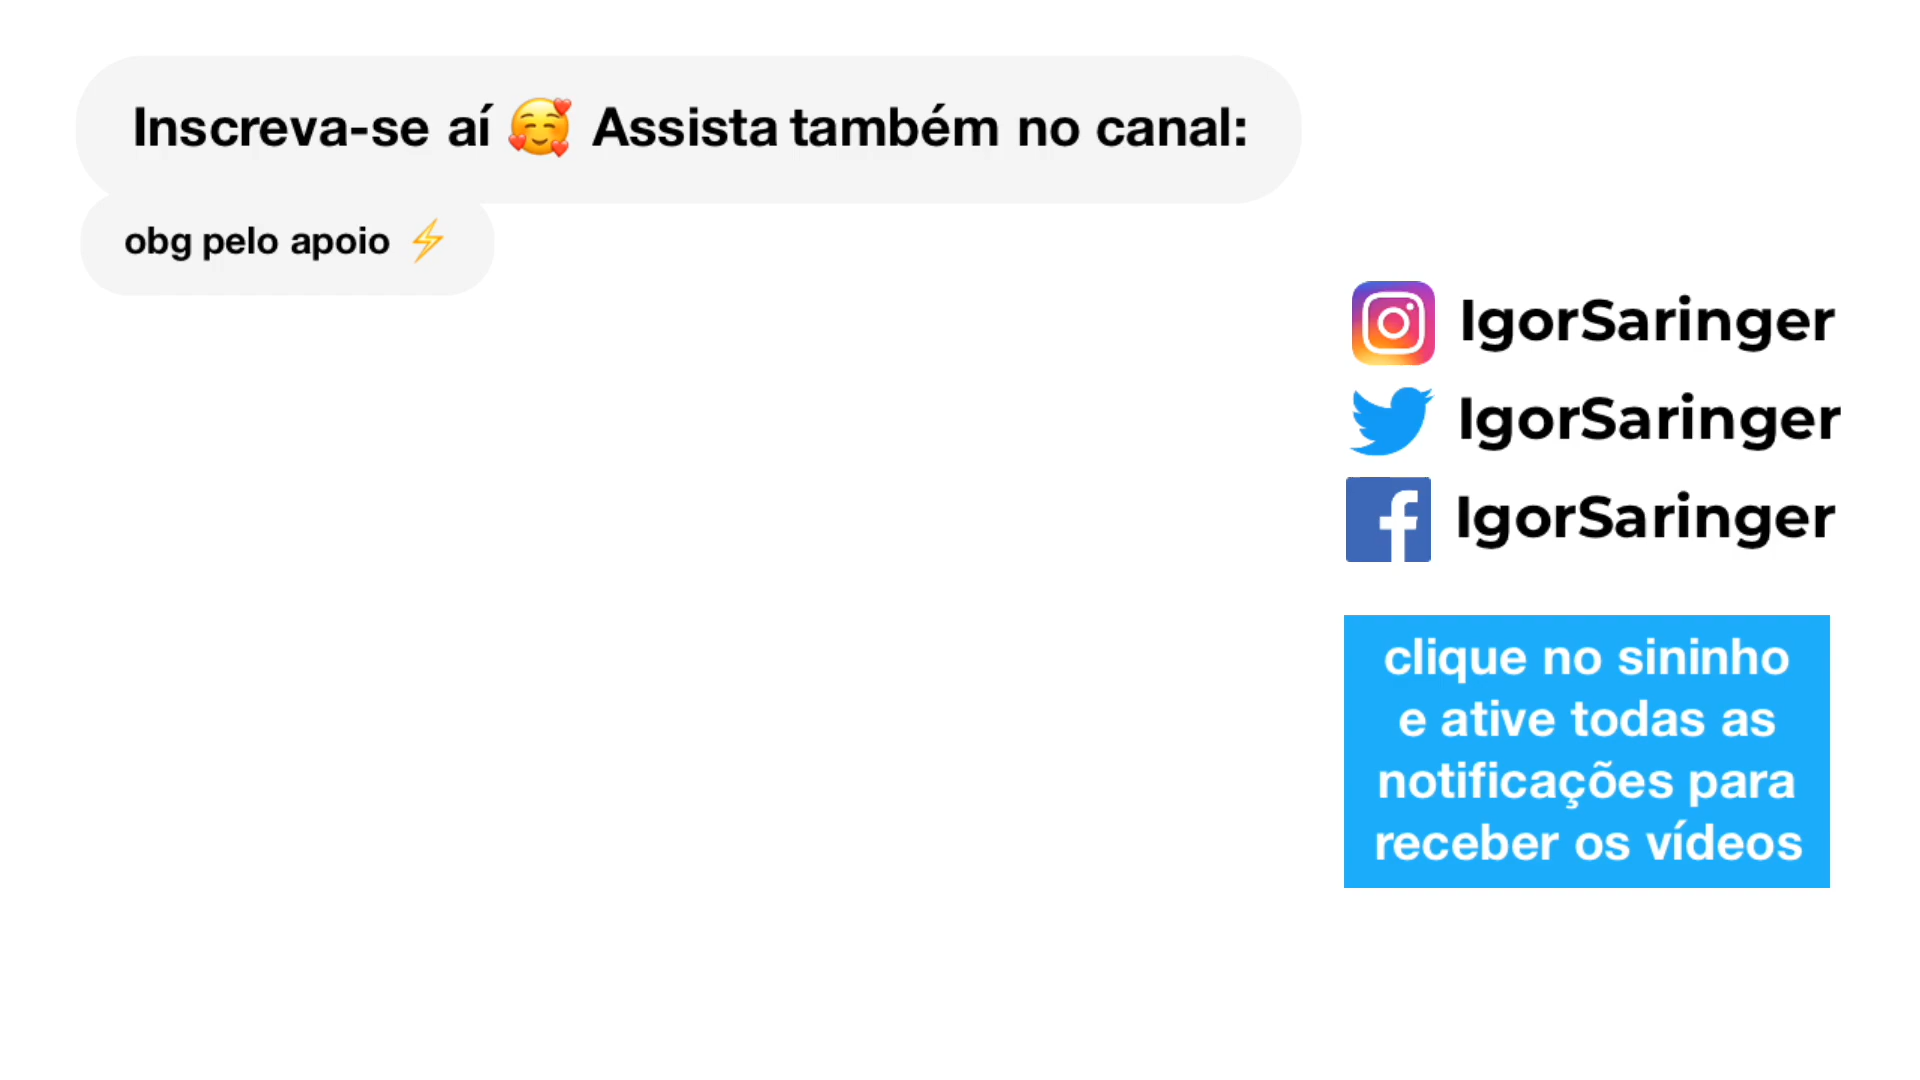 Inscreva-se aí 🥰 Assista também no canal:
obg pelo apoio ⚡
IgorSaringer
IgorSaringer
IgorSaringer
clique no sininho
e ative todas as
notificações para
receber os vídeos